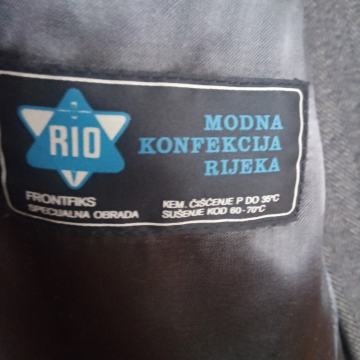 RIO
MODNA
KONFEKCIJA
RIJEKA
FRONTFIKS
SPECIJALNA OBRADA
KEM. ČIŠĆENJE P DO 35°C
SUŠENJE KOD 60-70°C